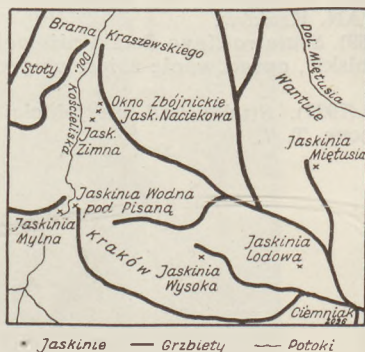 Brama Kraszewskiego
Stoły
Dol. Kościeliska
Dol. Miętusia
Wantule
Okno Zbójnickie
Jask. Naciekowa
Jask.
Zimna
Jaskinia
Miętusia
Jaskinia Wodna
pod Pisaną
Jaskinia
Mylna
Kraków
Jaskinia
Wysoka
Jaskinia
Lodowa
Ciemniak
2096
Jaskinie Grzbiety Potoki